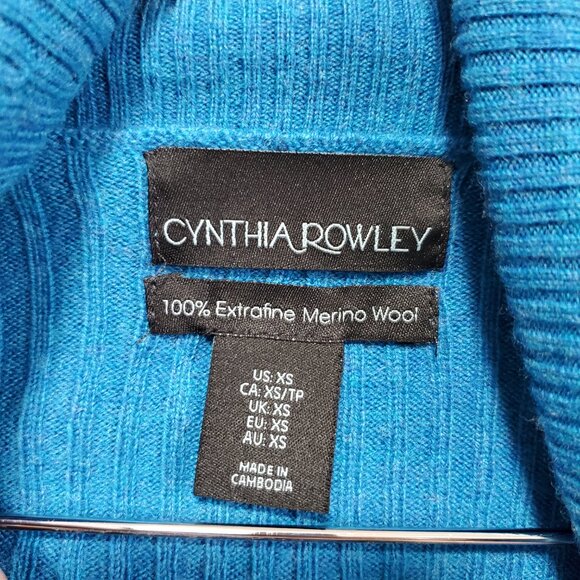 CYNTHIA ROWLEY
100% Extrafine Merino Wool
US: XS
CA: XS/TP
UK: XS
EU: XS
AU: XS
MADE IN
CAMBODIA